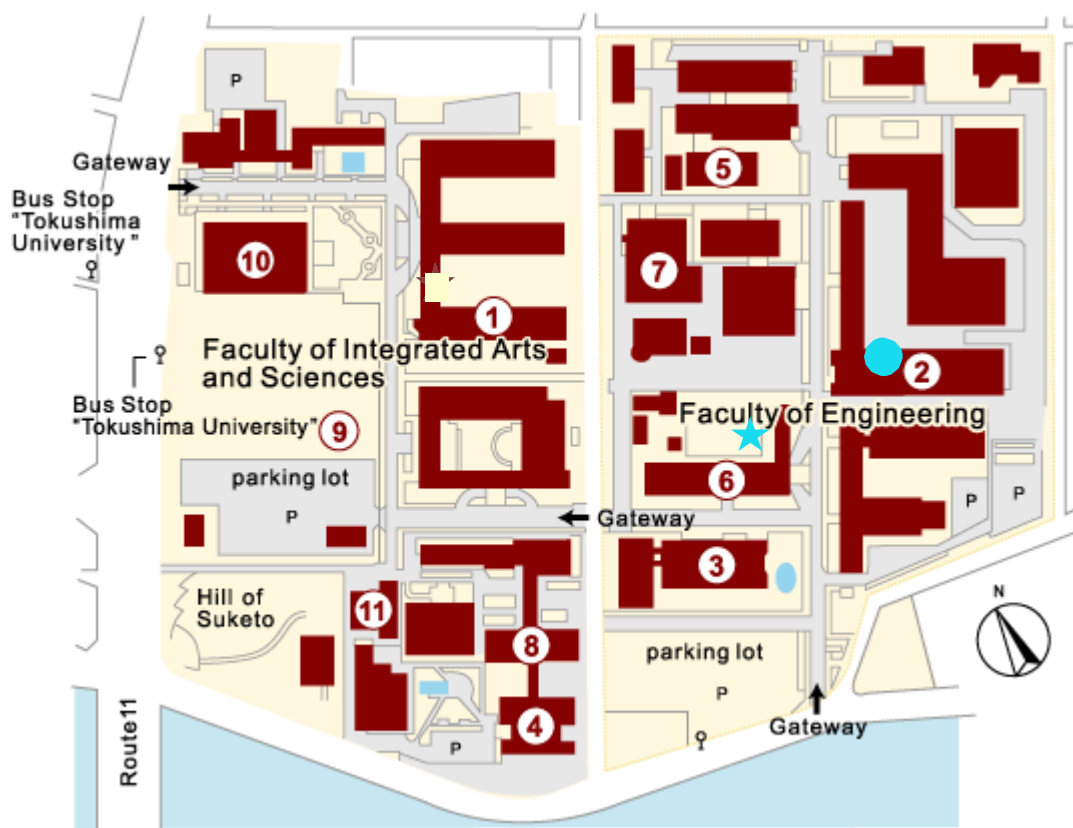 P
Gateway
Bus Stop
"Tokushima
University"
5
10
7
1
Faculty of Integrated Arts
and Sciences
2
Bus Stop
"Tokushima University"
9
Faculty of Engineering
parking lot
P
6
P
P
Gateway
3
N
Hill of
Suketo
11
8
parking lot
P
4
P
Gateway
Route11